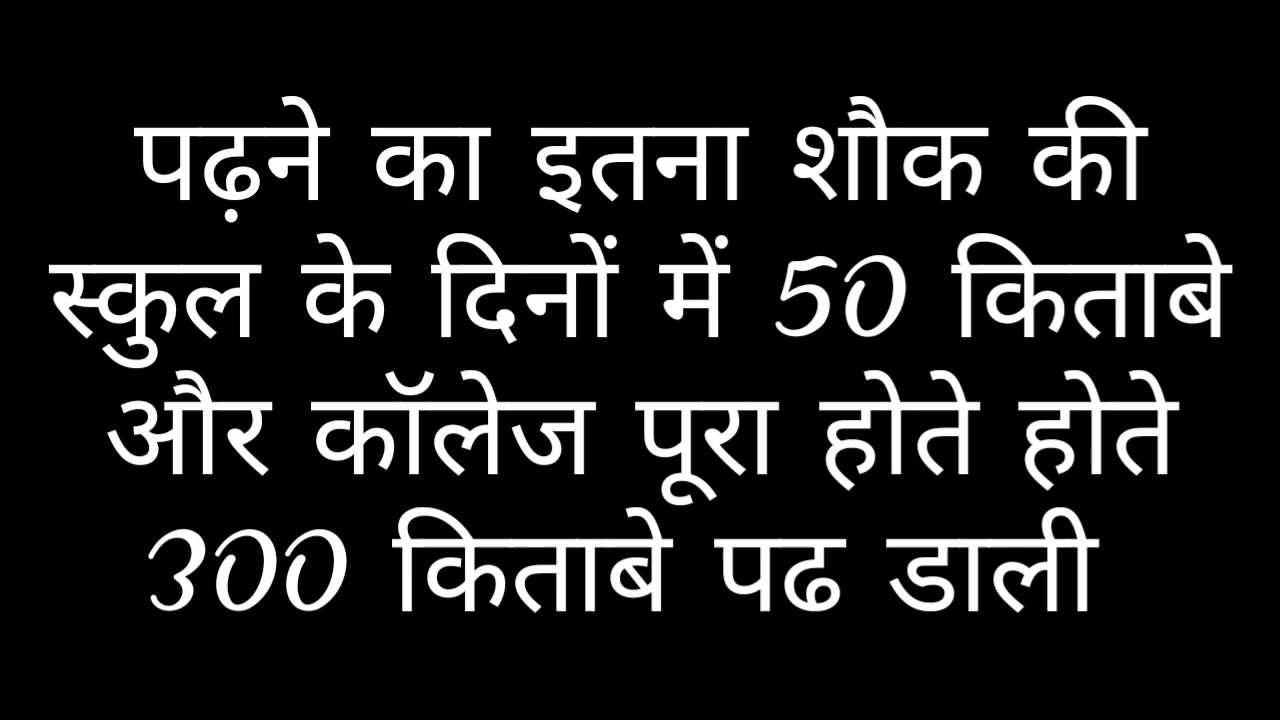 पढ़ने का इतना शौक की
स्कुल के दिनों में 50 किताबे
और कॉलेज पूरा होते होते
300 किताबे पढ डाली